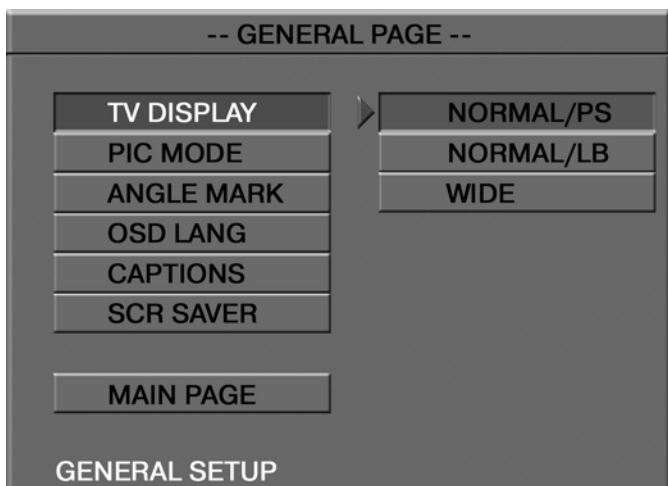 -- GENERAL PAGE --
TV DISPLAY
PIC MODE
ANGLE MARK
OSD LANG
CAPTIONS
SCR SAVER
MAIN PAGE
NORMAL/PS
NORMAL/LB
WIDE
GENERAL SETUP